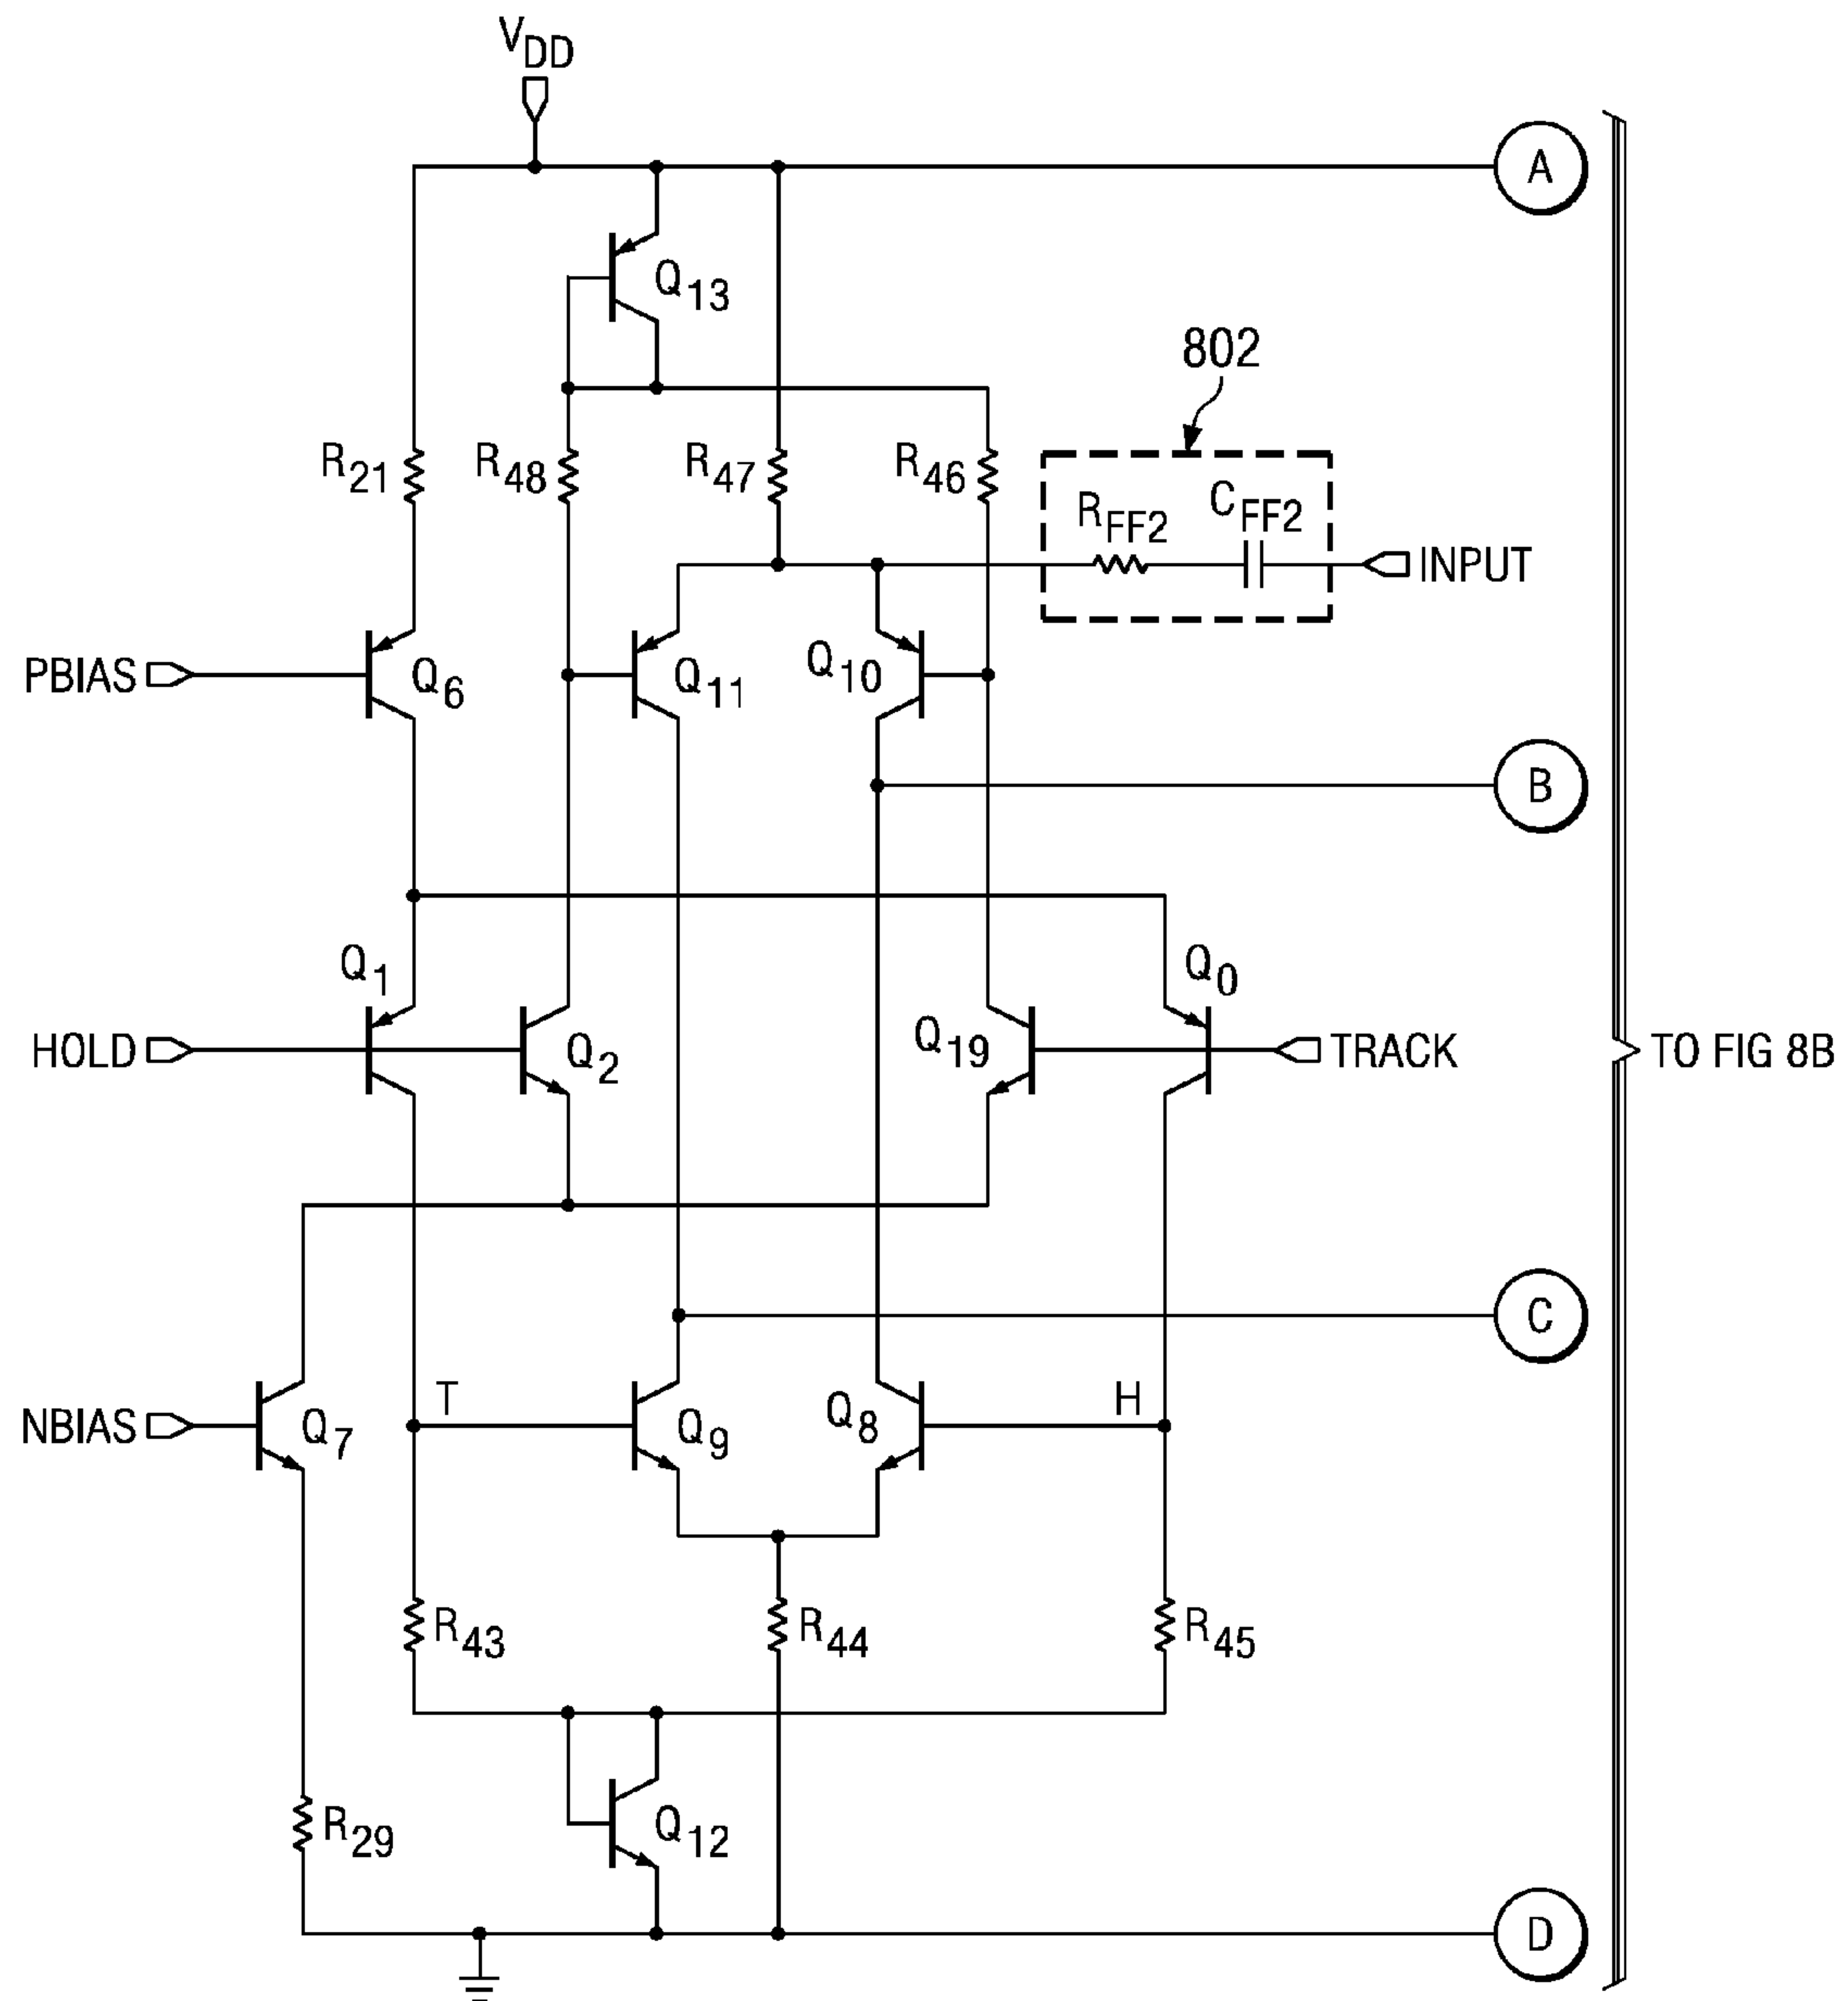 VDD
A
Q13
802
R21
R48
R47
R46
RFF2
CFF2
INPUT
PBIAS
Q6
Q11
Q10
B
Q1
Q0
HOLD
Q2
Q19
TRACK
TO FIG 8B
C
NBIAS
Q7
T
Q9
Q8
H
R43
R44
R45
R29
Q12
D